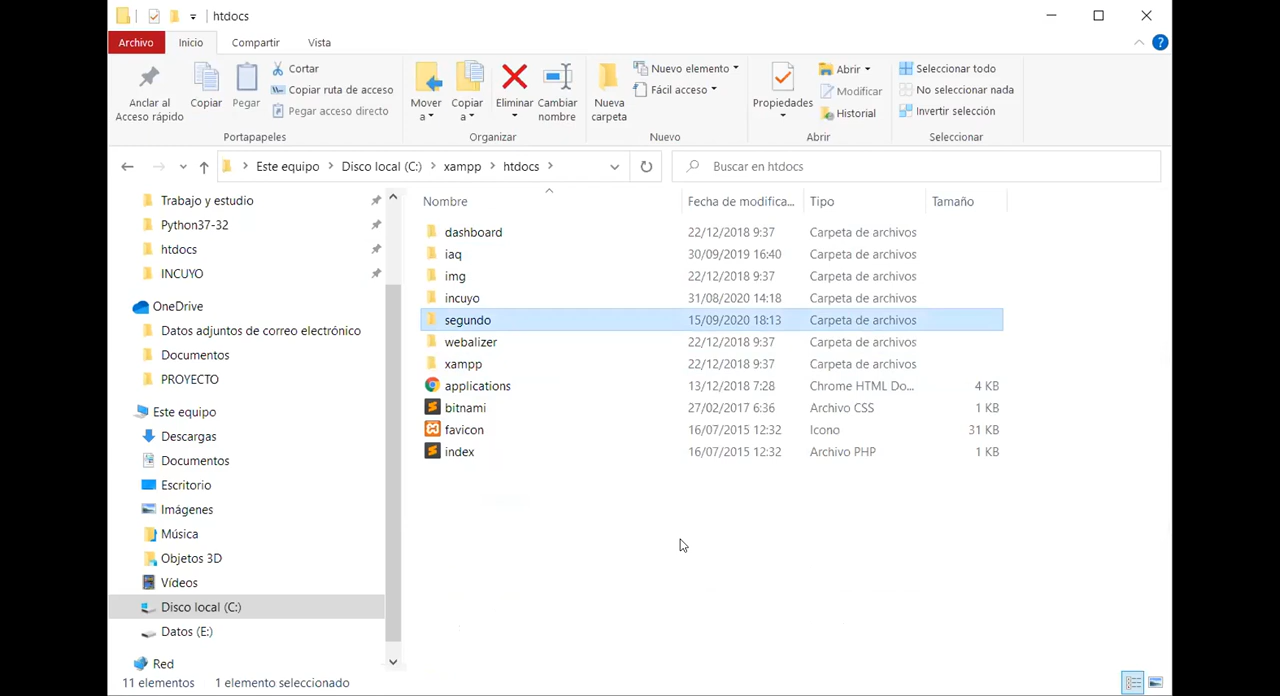 htdocs
Archivo Inicio Compartir Vista
Anclar al Acceso rápido
Copiar
Pegar
Cortar
Copiar ruta de acceso
Pegar acceso directo
Portapapeles
Mover a
Copiar a
Eliminar
Cambiar nombre
Organizar
Nueva carpeta
Nuevo elemento
Fácil acceso
Nuevo
Propiedades
Abrir
Modificar
Historial
Abrir
Seleccionar todo
No seleccionar nada
Invertir selección
Seleccionar
Este equipo > Disco local (C:) > xampp > htdocs >
Buscar en htdocs
Trabajo y estudio
Python37-32
htdocs
INCUYO
OneDrive
Datos adjuntos de correo electrónico
Documentos
PROYECTO
Este equipo
Descargas
Documentos
Escritorio
Imágenes
Música
Objetos 3D
Vídeos
Disco local (C:)
Datos (E:)
Red
Nombre Fecha de modifica... Tipo Tamaño
dashboard 22/12/2018 9:37 Carpeta de archivos
iaq 30/09/2019 16:40 Carpeta de archivos
img 22/12/2018 9:37 Carpeta de archivos
incuyo 31/08/2020 14:18 Carpeta de archivos
segundo 15/09/2020 18:13 Carpeta de archivos
webalizer 22/12/2018 9:37 Carpeta de archivos
xampp 22/12/2018 9:37 Carpeta de archivos
applications 13/12/2018 7:28 Chrome HTML Do... 4 KB
bitnami 27/02/2017 6:36 Archivo CSS 1 KB
favicon 16/07/2015 12:32 Icono 31 KB
index 16/07/2015 12:32 Archivo PHP 1 KB
11 elementos 1 elemento seleccionado